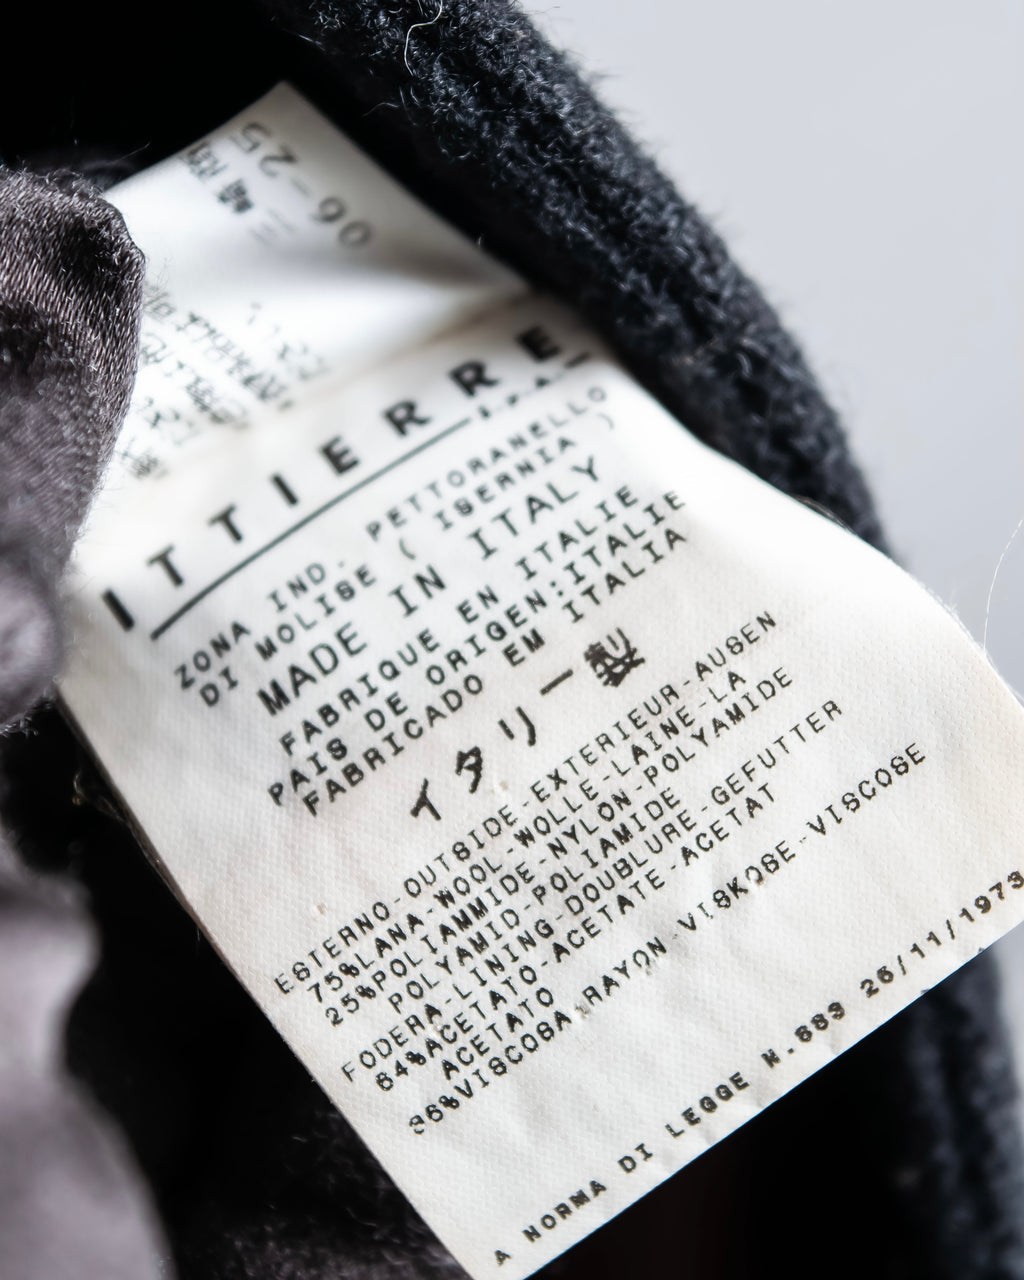 25-60
ITTIERRE
ZONA IND. PETTORANELLO
DI MOLISE ( ISERNIA )
MADE IN ITALY
FABRIQUE EN ITALIE
PAIS DE ORIGEN:ITALIE
FABRICADO EM ITALIA
イタリー製
ESTERNO-OUTSIDE-EXTERIEUR-AUSEN
75%LANA-WOOL-WOLLE-LAINE-LA
25%POLIAMMIDE-NYLON-POLYAMIDE
POLYAMID-POLIAMIDE
FODERA-LINING-DOUBLURE-GEFUTTER
64%ACETATO-ACETATE-ACETAT
ACETATO
36%VISCOSA RAYON VISKOSE-VISCOSE
A NORMA DI LEGGE N.883 26/11/1973